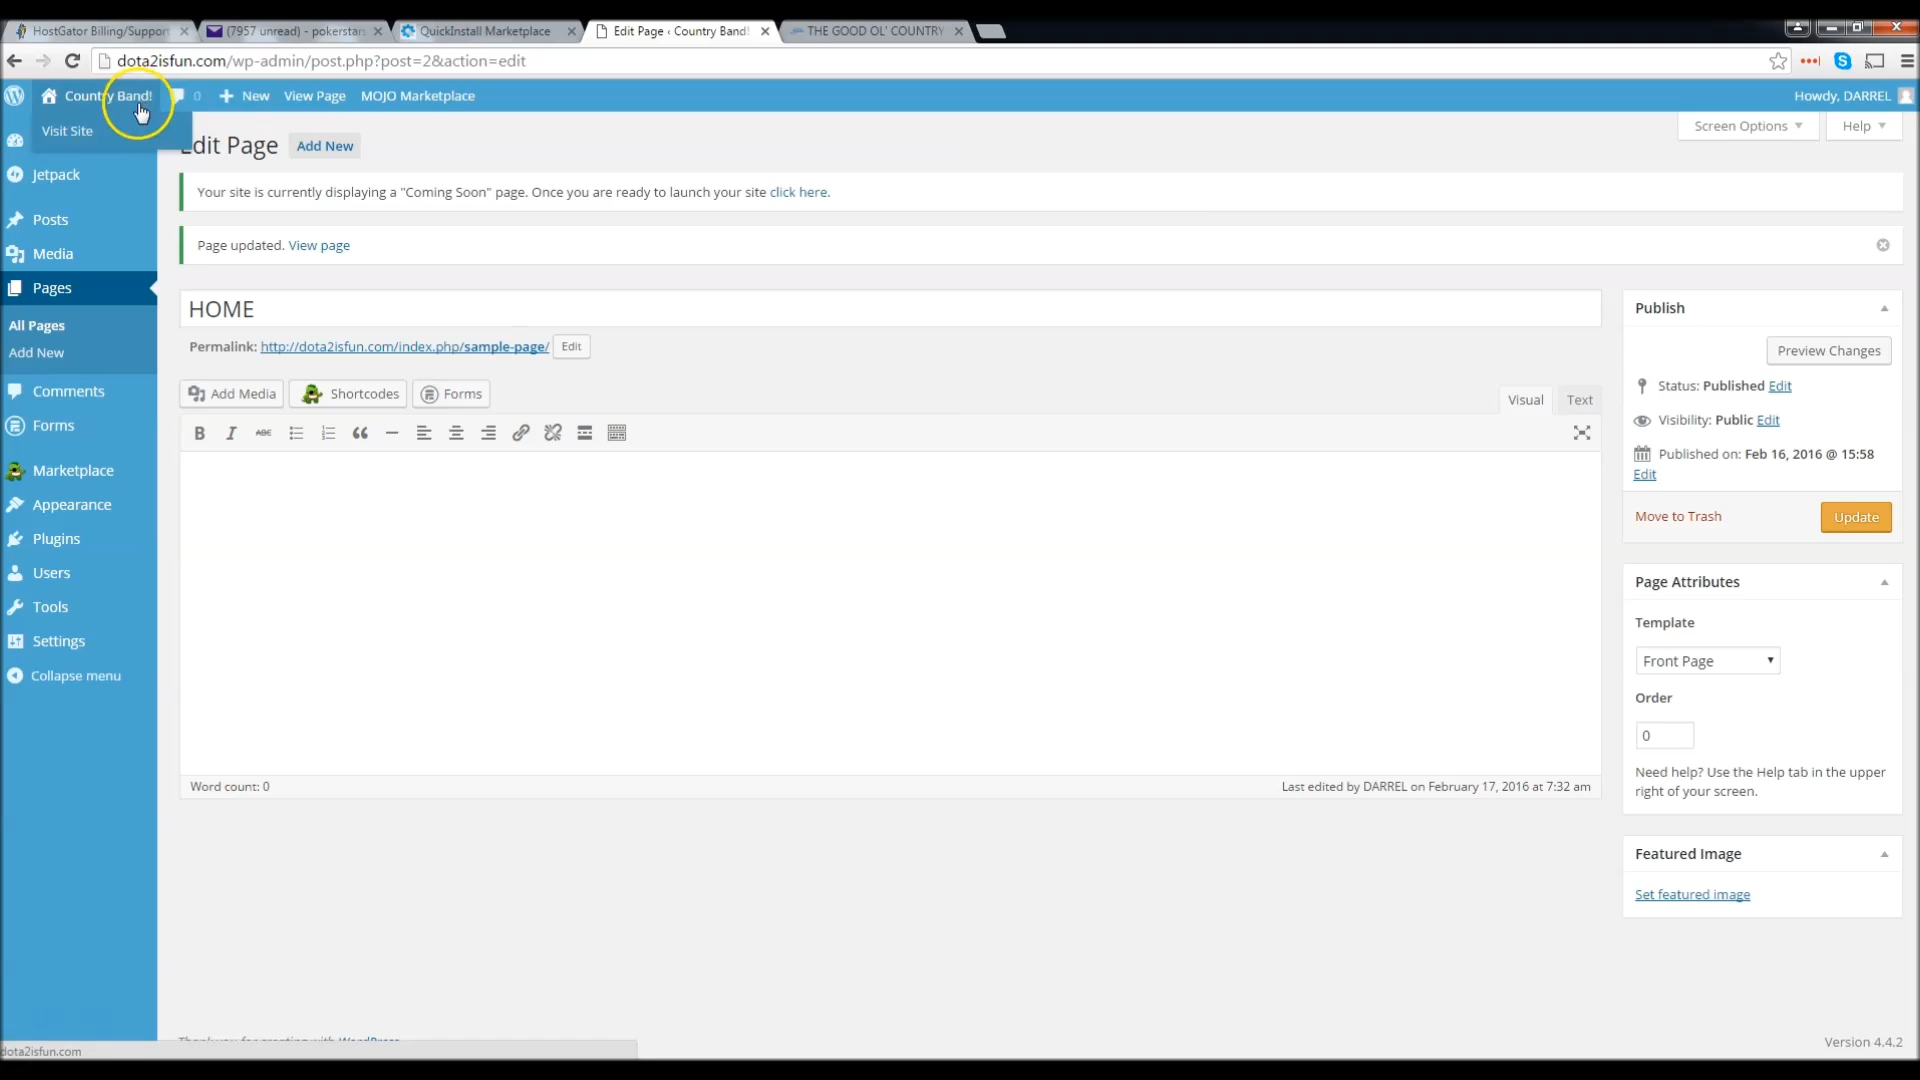 HostGator Billing/Support
(7957 unread) - pokerstar
QuickInstall Marketplace
Edit Page ‹ Country Band!
THE GOOD OL' COUNTRY
dota2isfun.com/wp-admin/post.php?post=2&action=edit
Country Band!
0
New
View Page
MOJO Marketplace
Howdy, DARREL
Visit Site
Edit Page
Add New
Screen Options
Help
Jetpack
Posts
Media
Pages
All Pages
Add New
Comments
Forms
Marketplace
Appearance
Plugins
Users
Tools
Settings
Collapse menu
Your site is currently displaying a "Coming Soon" page. Once you are ready to launch your site click here.
Page updated. View page
HOME
Permalink: http://dota2isfun.com/index.php/sample-page/ Edit
Add Media
Shortcodes
Forms
Visual
Text
B I ABC
Word count: 0
Last edited by DARREL on February 17, 2016 at 7:32 am
Publish
Preview Changes
Status: Published Edit
Visibility: Public Edit
Published on: Feb 16, 2016 @ 15:58
Edit
Move to Trash
Update
Page Attributes
Template
Front Page
Order
0
Need help? Use the Help tab in the upper
right of your screen.
Featured Image
Set featured image
Thank you for creating with WordPress.
Version 4.4.2
dota2isfun.com